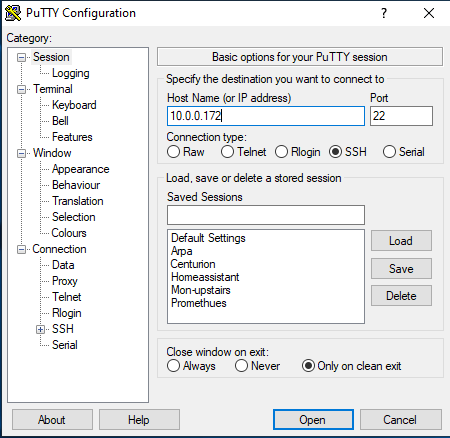 PuTTY Configuration
Category:
Session
Logging
Terminal
Keyboard
Bell
Features
Window
Appearance
Behaviour
Translation
Selection
Colours
Connection
Data
Proxy
Telnet
Rlogin
SSH
Serial
Basic options for your PuTTY session
Specify the destination you want to connect to
Host Name (or IP address) Port
10.0.0.172 22
Connection type:
Raw Telnet Rlogin SSH Serial
Load, save or delete a stored session
Saved Sessions
Default Settings
Arpa
Centurion
Homeassistant
Mon-upstairs
Promethues
Load
Save
Delete
Close window on exit:
Always Never Only on clean exit
About Help Open Cancel